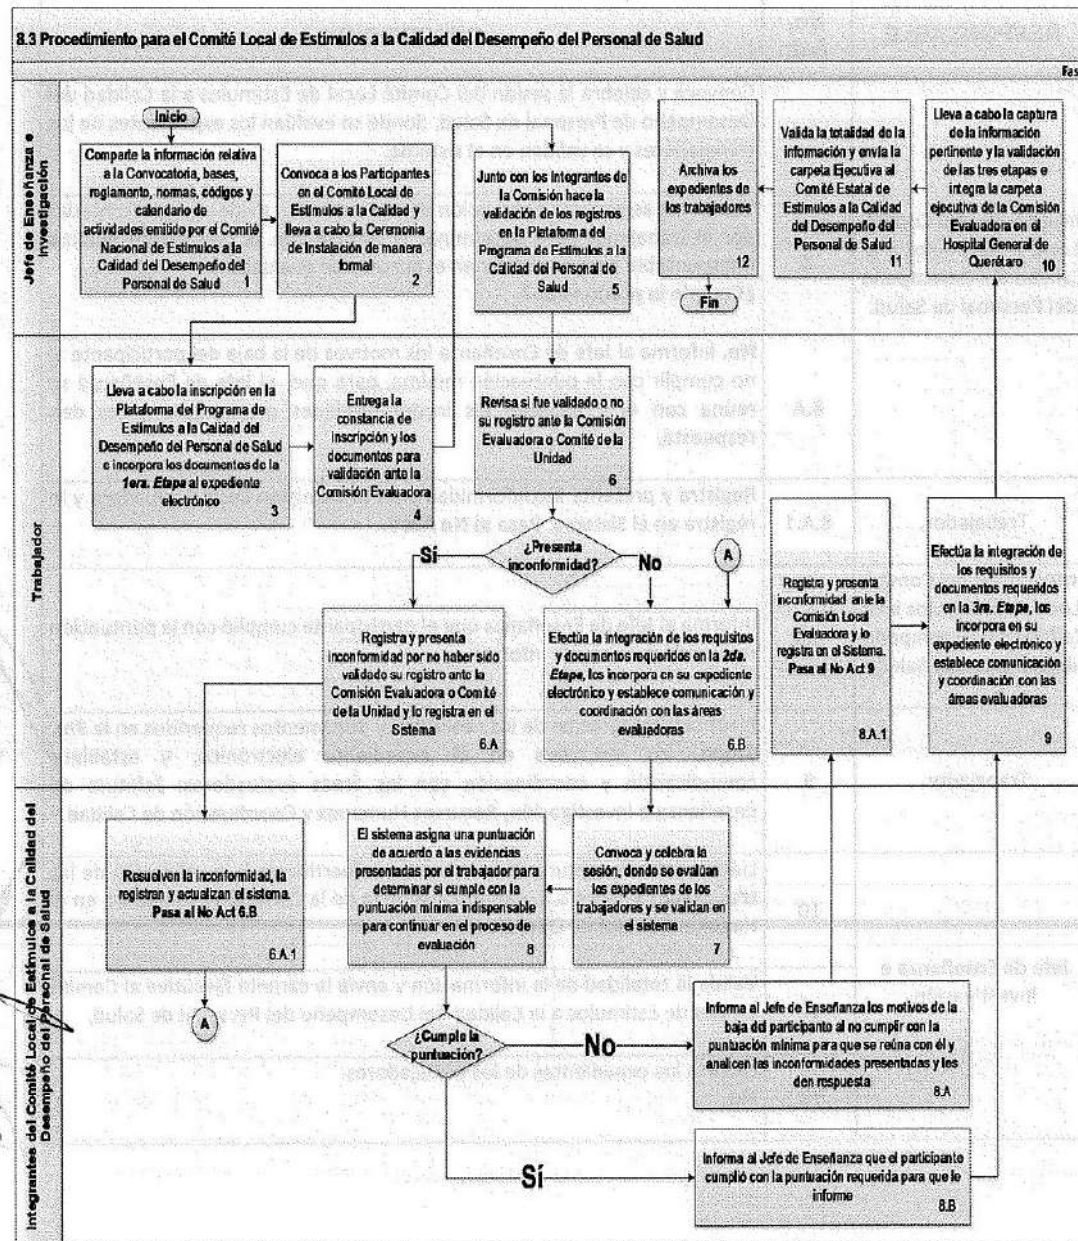 8.3 Procedimiento para el Comité Local de Estímulos a la Calidad del Desempeño del Personal de Salud
Fas
Jefe de Enseñanza e
Investigación
Inicio
Comparte la información relativa
a la Convocatoria, bases,
reglamento, normas, códigos y
calendario de
actividades emitido por el Comité
Nacional de Estímulos a la
Calidad del Desempeño del
Personal de Salud
1
Convoca a los Participantes
en el Comité Local de
Estímulos a la Calidad y
lleva a cabo la Ceremonia
de Instalación de manera
formal
2
Junto con los Integrantes de
la Comisión hace la
validación de los registros
en la Plataforma del
Programa de Estímulos a la
Calidad del Personal de
Salud
5
Archiva los
expedientes de
los trabajadores
12
Fin
Valida la totalidad de la
información y envía la
carpeta Ejecutiva al
Comité Estatal de
Estímulos a la Calidad
del Desempeño del
Personal de Salud
11
Lleva a cabo la captura
de la información
pertinente y la validación
de las tres etapas e
integra la carpeta
ejecutiva de la Comisión
Evaluadora en el
Hospital General de
Querétaro
10
Trabajador
Lleva a cabo la inscripción en la
Plataforma del Programa de
Estímulos a la Calidad del
Desempeño del Personal de Salud
e incorpora los documentos de la
1era. Etapa al expediente
electrónico
3
Entrega la
constancia de
inscripción y los
documentos para
validación ante la
Comisión Evaluadora
4
Revisa si fue validado o no
su registro ante la Comisión
Evaluadora o Comité de la
Unidad
6
¿Presenta
inconformidad?
Sí
No
A
Registra y presenta
inconformidad por no haber sido
validado su registro ante la
Comisión Evaluadora o Comité
de la Unidad y lo registra en el
Sistema
6.A
Efectúa la integración de los requisitos
y documentos requeridos en la 2da.
Etapa, los incorpora en su expediente
electrónico y establece comunicación y
coordinación con las áreas
evaluadoras
6.B
Registra y presenta
inconformidad ante la
Comisión Local
Evaluadora y lo
registra en el Sistema.
Pasa al No Act 9
8.A.1
Efectúa la integración de
los requisitos y
documentos requeridos
en la 3ra. Etapa, los
incorpora en su
expediente electrónico y
establece comunicación
y coordinación con las
áreas evaluadoras
9
Integrantes del Comité Local de Estímulos a la Calidad del
Desempeño del Personal de Salud
Resuelven la inconformidad, la
registran y actualizan el sistema.
Pasa al No Act 6.B
6.A.1
A
El sistema asigna una puntuación
de acuerdo a las evidencias
presentadas por el trabajador para
determinar si cumple con la
puntuación mínima indispensable
para continuar en el proceso de
evaluación
8
Convoca y celebra la
sesión, donde se evalúan
los expedientes de los
trabajadores y se validan en
el sistema
7
¿Cumple la
puntuación?
No
Informa al Jefe de Enseñanza los motivos de la
baja del participante al no cumplir con la
puntuación mínima para que se reúna con él y
analicen las inconformidades presentadas y les
den respuesta
8.A
Sí
Informa al Jefe de Enseñanza que el participante
cumplió con la puntuación requerida para que le
informe
8.B